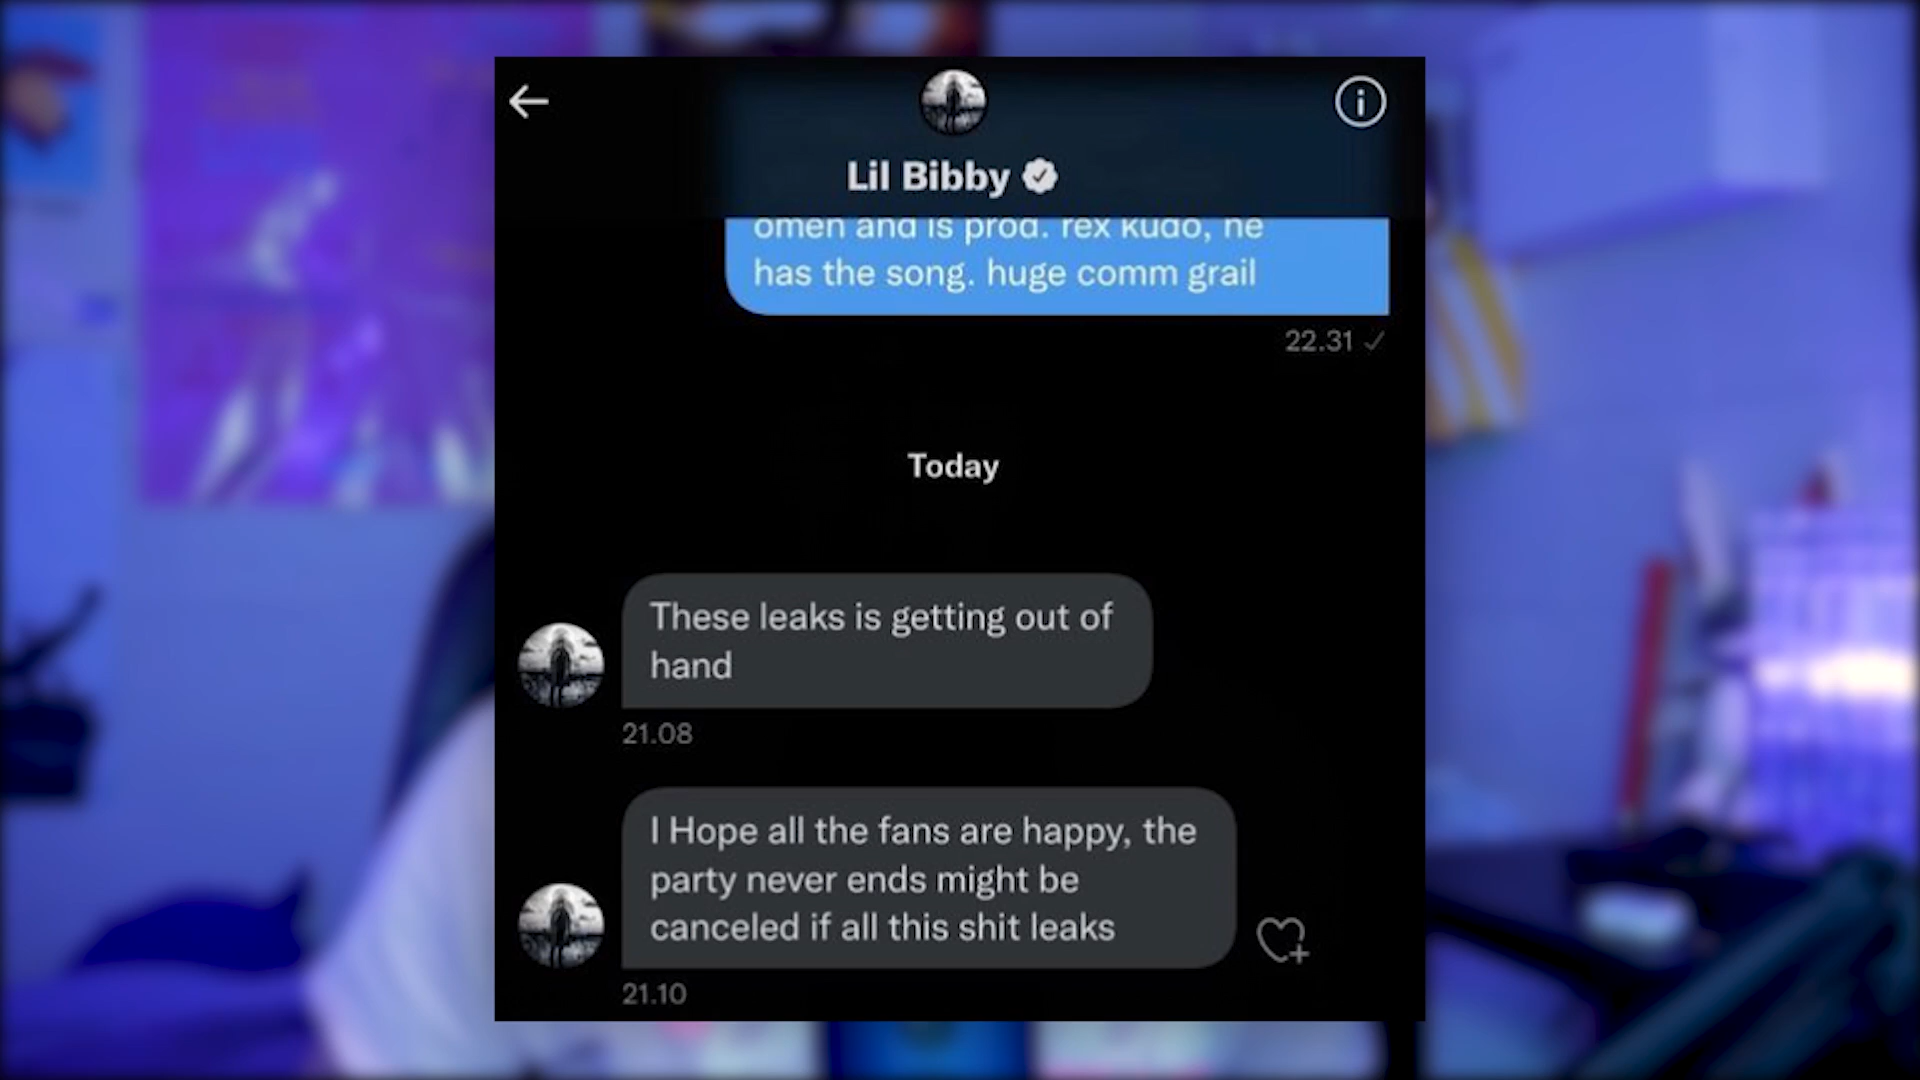 Lil Bibby
omen and is prod. rex kudo, he
has the song. huge comm grail
22.31
Today
These leaks is getting out of
hand
21.08
I Hope all the fans are happy, the
party never ends might be
canceled if all this shit leaks
21.10